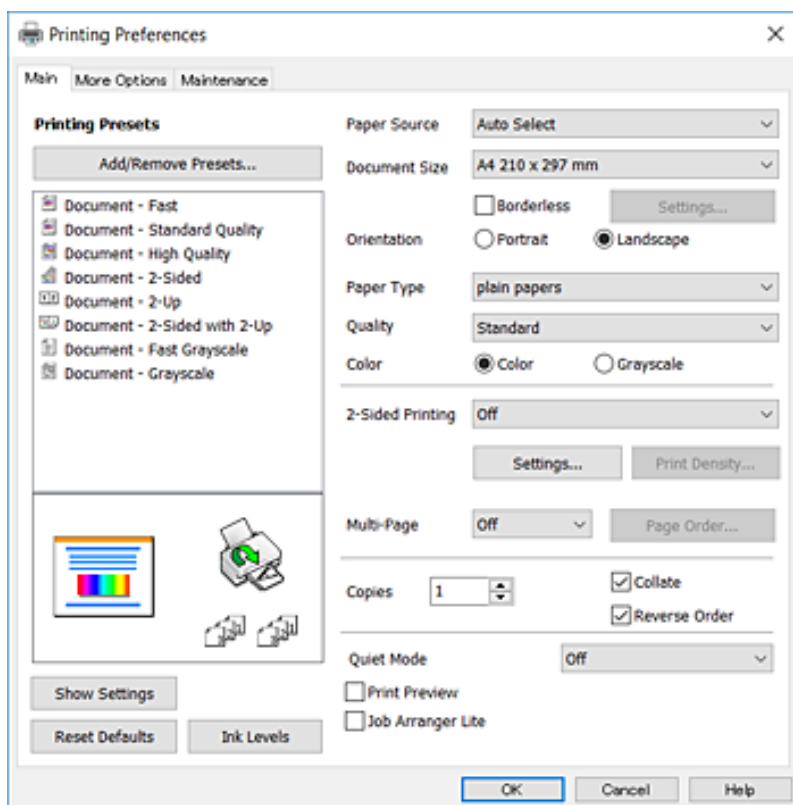 Printing Preferences
Main More Options Maintenance
Printing Presets
Add/Remove Presets...
Document - Fast
Document - Standard Quality
Document - High Quality
Document - 2-Sided
Document - 2-Up
Document - 2-Sided with 2-Up
Document - Fast Grayscale
Document - Grayscale
Show Settings
Reset Defaults Ink Levels
Paper Source Auto Select
Document Size A4 210 x 297 mm
Borderless Settings...
Orientation Portrait Landscape
Paper Type plain papers
Quality Standard
Color Color Grayscale
2-Sided Printing Off
Settings... Print Density...
Multi-Page Off Page Order...
Copies 1 Collate
Reverse Order
Quiet Mode Off
Print Preview
Job Arranger Lite
OK Cancel Help